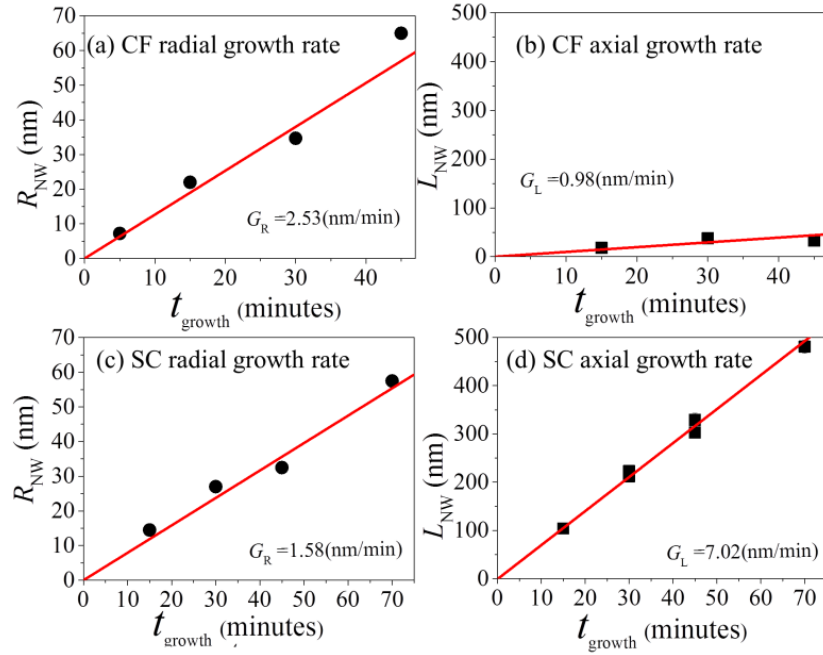 (a) CF radial growth rate
R_NW (nm)
70
60
50
40
30
20
10
0
G_R =2.53(nm/min)
0 10 20 30 40
t_growth (minutes)
(b) CF axial growth rate
L_NW (nm)
500
400
300
200
100
50
0
G_L =0.98(nm/min)
0 10 20 30 40
t_growth (minutes)
(c) SC radial growth rate
R_NW (nm)
70
60
50
40
30
20
10
0
G_R =1.58(nm/min)
0 10 20 30 40 50 60 70
t_growth (minutes)
(d) SC axial growth rate
L_NW (nm)
500
400
300
200
100
0
G_L =7.02(nm/min)
0 10 20 30 40 50 60 70
t_growth (minutes)